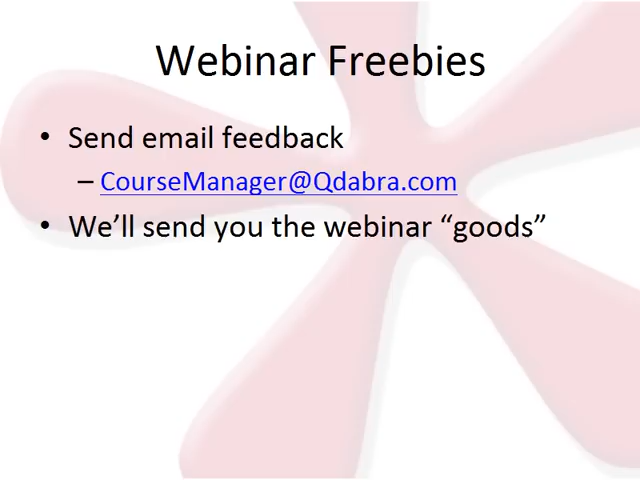 Webinar Freebies
• Send email feedback
– CourseManager@Qdabra.com
• We’ll send you the webinar “goods”